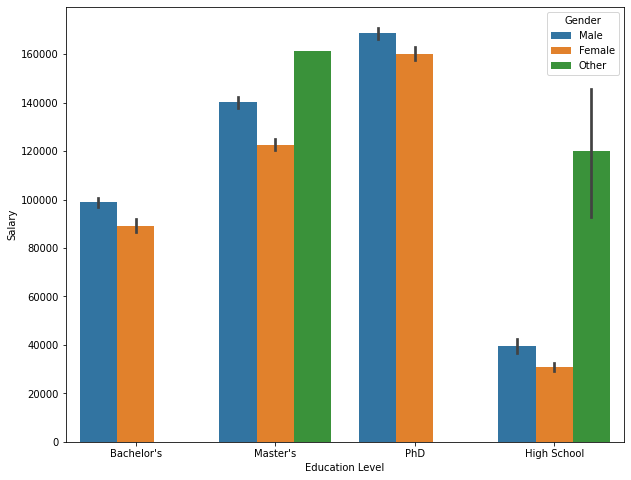 Gender
Male
Female
Other
160000
140000
120000
100000
80000
60000
40000
20000
0
Salary
Bachelor's
Master's
PhD
High School
Education Level